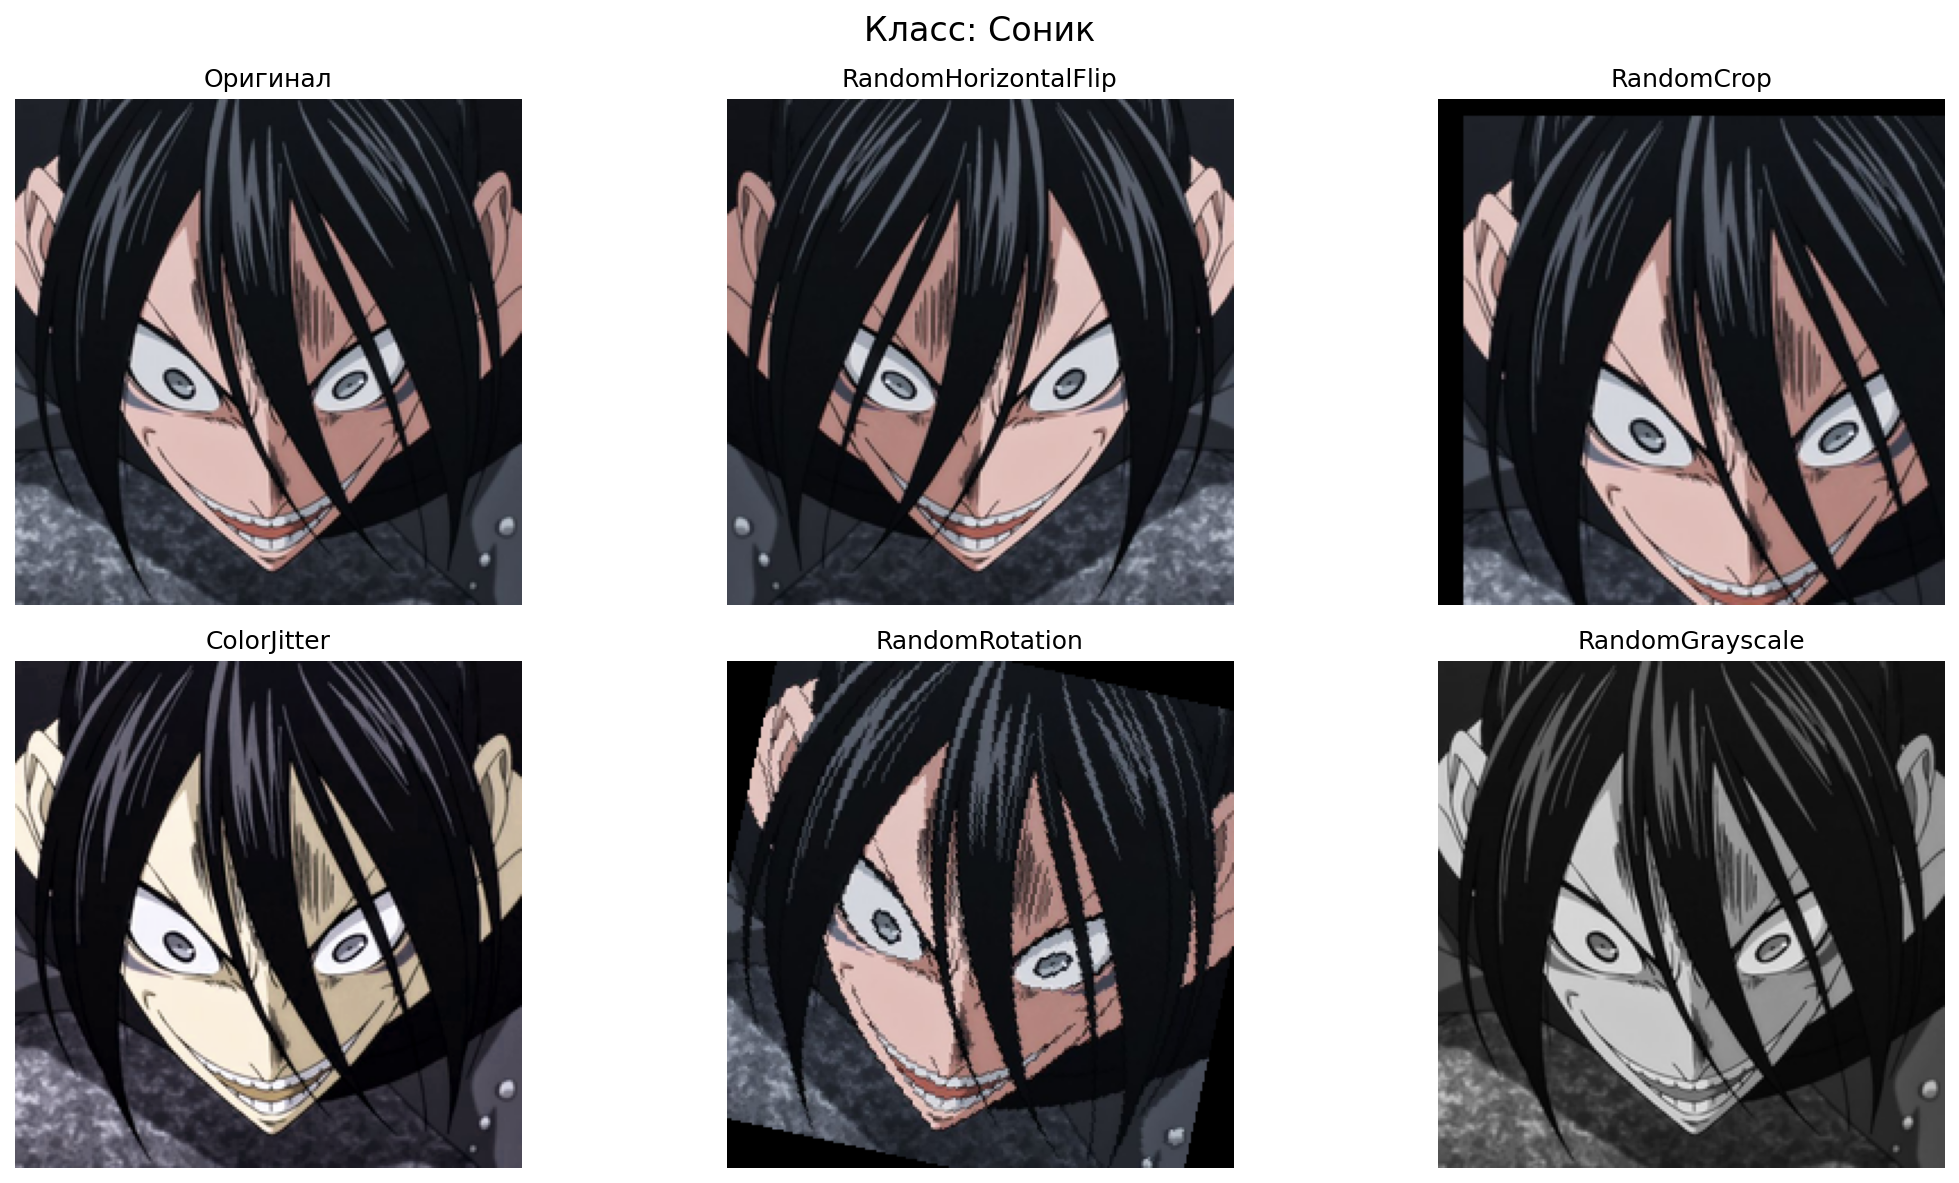 Класс: Соник
Оригинал
RandomHorizontalFlip
RandomCrop
ColorJitter
RandomRotation
RandomGrayscale